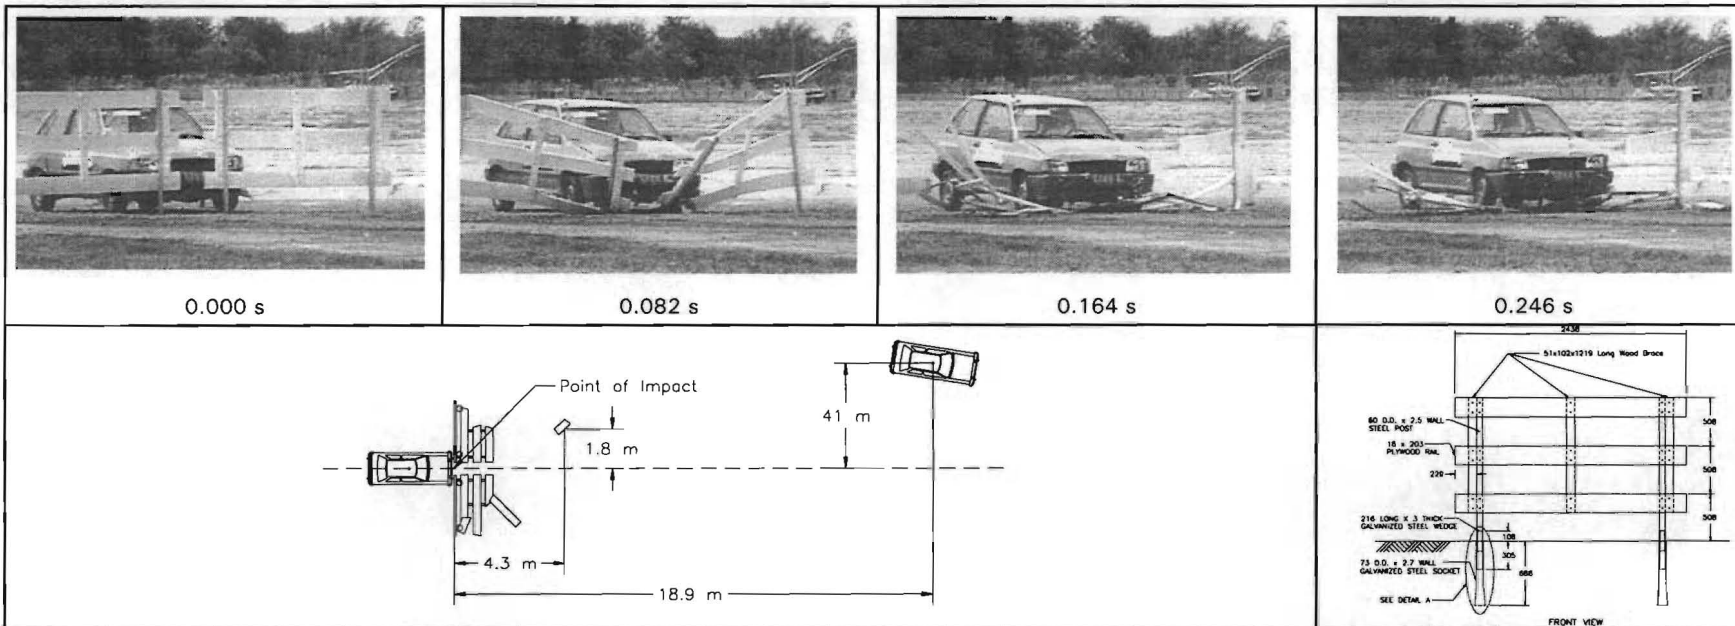 0.000 s
0.082 s
0.164 s
0.246 s
Point of Impact
1.8 m
41 m
4.3 m
18.9 m
2438
51x102x1219 Long Wood Brace
60 O.D. x 2.5 WALL
STEEL POST
508
16 x 203
PLYWOOD RAIL
508
229
508
216 LONG X 3 THICK
GALVANIZED STEEL WEDGE
108
305
73 O.D. x 2.7 WALL
GALVANIZED STEEL SOCKET
686
SEE DETAIL A
FRONT VIEW